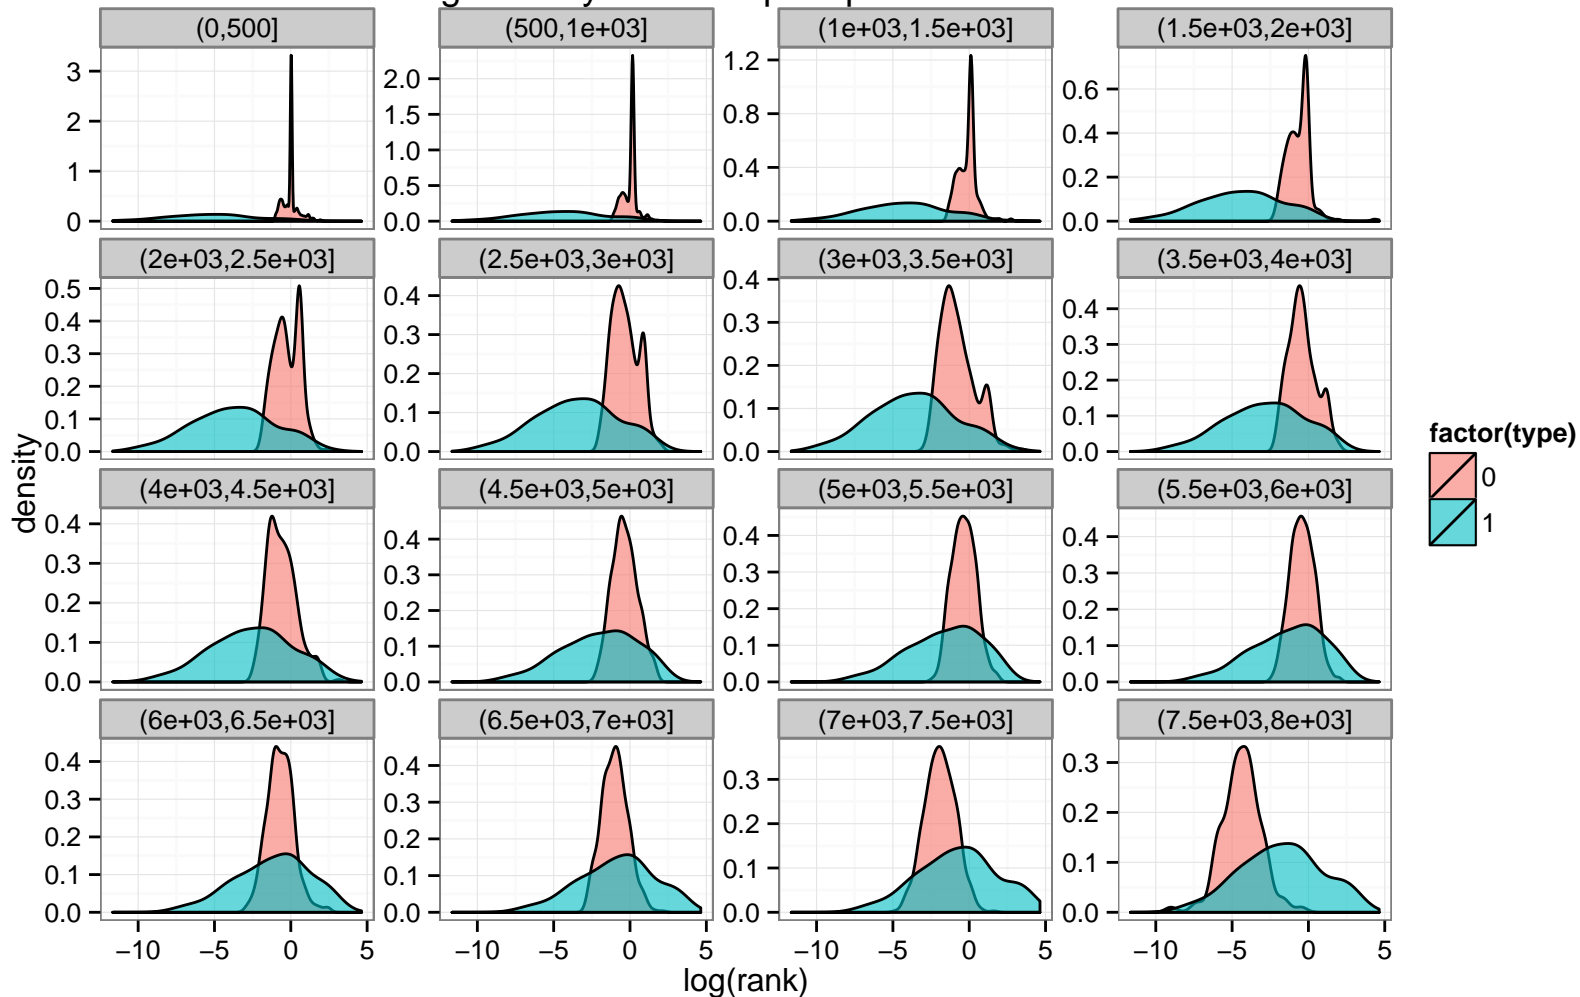 (0,500] (500,1e+03] (1e+03,1.5e+03] (1.5e+03,2e+03]
3 2.0 1.2 0.6
2 1.5 0.8 0.4
1 1.0 0.4 0.2
0 0.5 0.0 0.0
0.0
(2e+03,2.5e+03] (2.5e+03,3e+03] (3e+03,3.5e+03] (3.5e+03,4e+03]
0.5 0.4 0.4 0.4
0.4 0.3 0.3 0.3
0.3 0.2 0.2 0.2
0.2 0.1 0.1 0.1
0.1 0.0 0.0 0.0
0.0
(4e+03,4.5e+03] (4.5e+03,5e+03] (5e+03,5.5e+03] (5.5e+03,6e+03]
0.4 0.4 0.4 0.4
0.3 0.3 0.3 0.3
0.2 0.2 0.2 0.2
0.1 0.1 0.1 0.1
0.0 0.0 0.0 0.0
(6e+03,6.5e+03] (6.5e+03,7e+03] (7e+03,7.5e+03] (7.5e+03,8e+03]
0.4 0.4 0.3 0.3
0.3 0.3 0.2 0.2
0.2 0.2 0.1 0.1
0.1 0.1 0.0 0.0
0.0 0.0
−10 −5 0 5 −10 −5 0 5 −10 −5 0 5 −10 −5 0 5
log(rank)
density
factor(type)
0
1